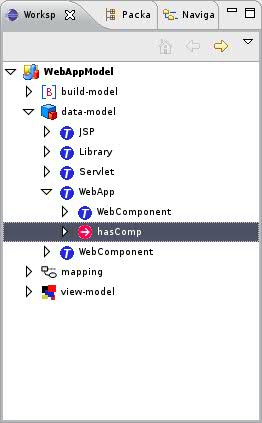 Worksp Packa Naviga
WebAppModel
[B] build-model
data-model
T JSP
T Library
T Servlet
T WebApp
T WebComponent
hasComp
T WebComponent
mapping
view-model